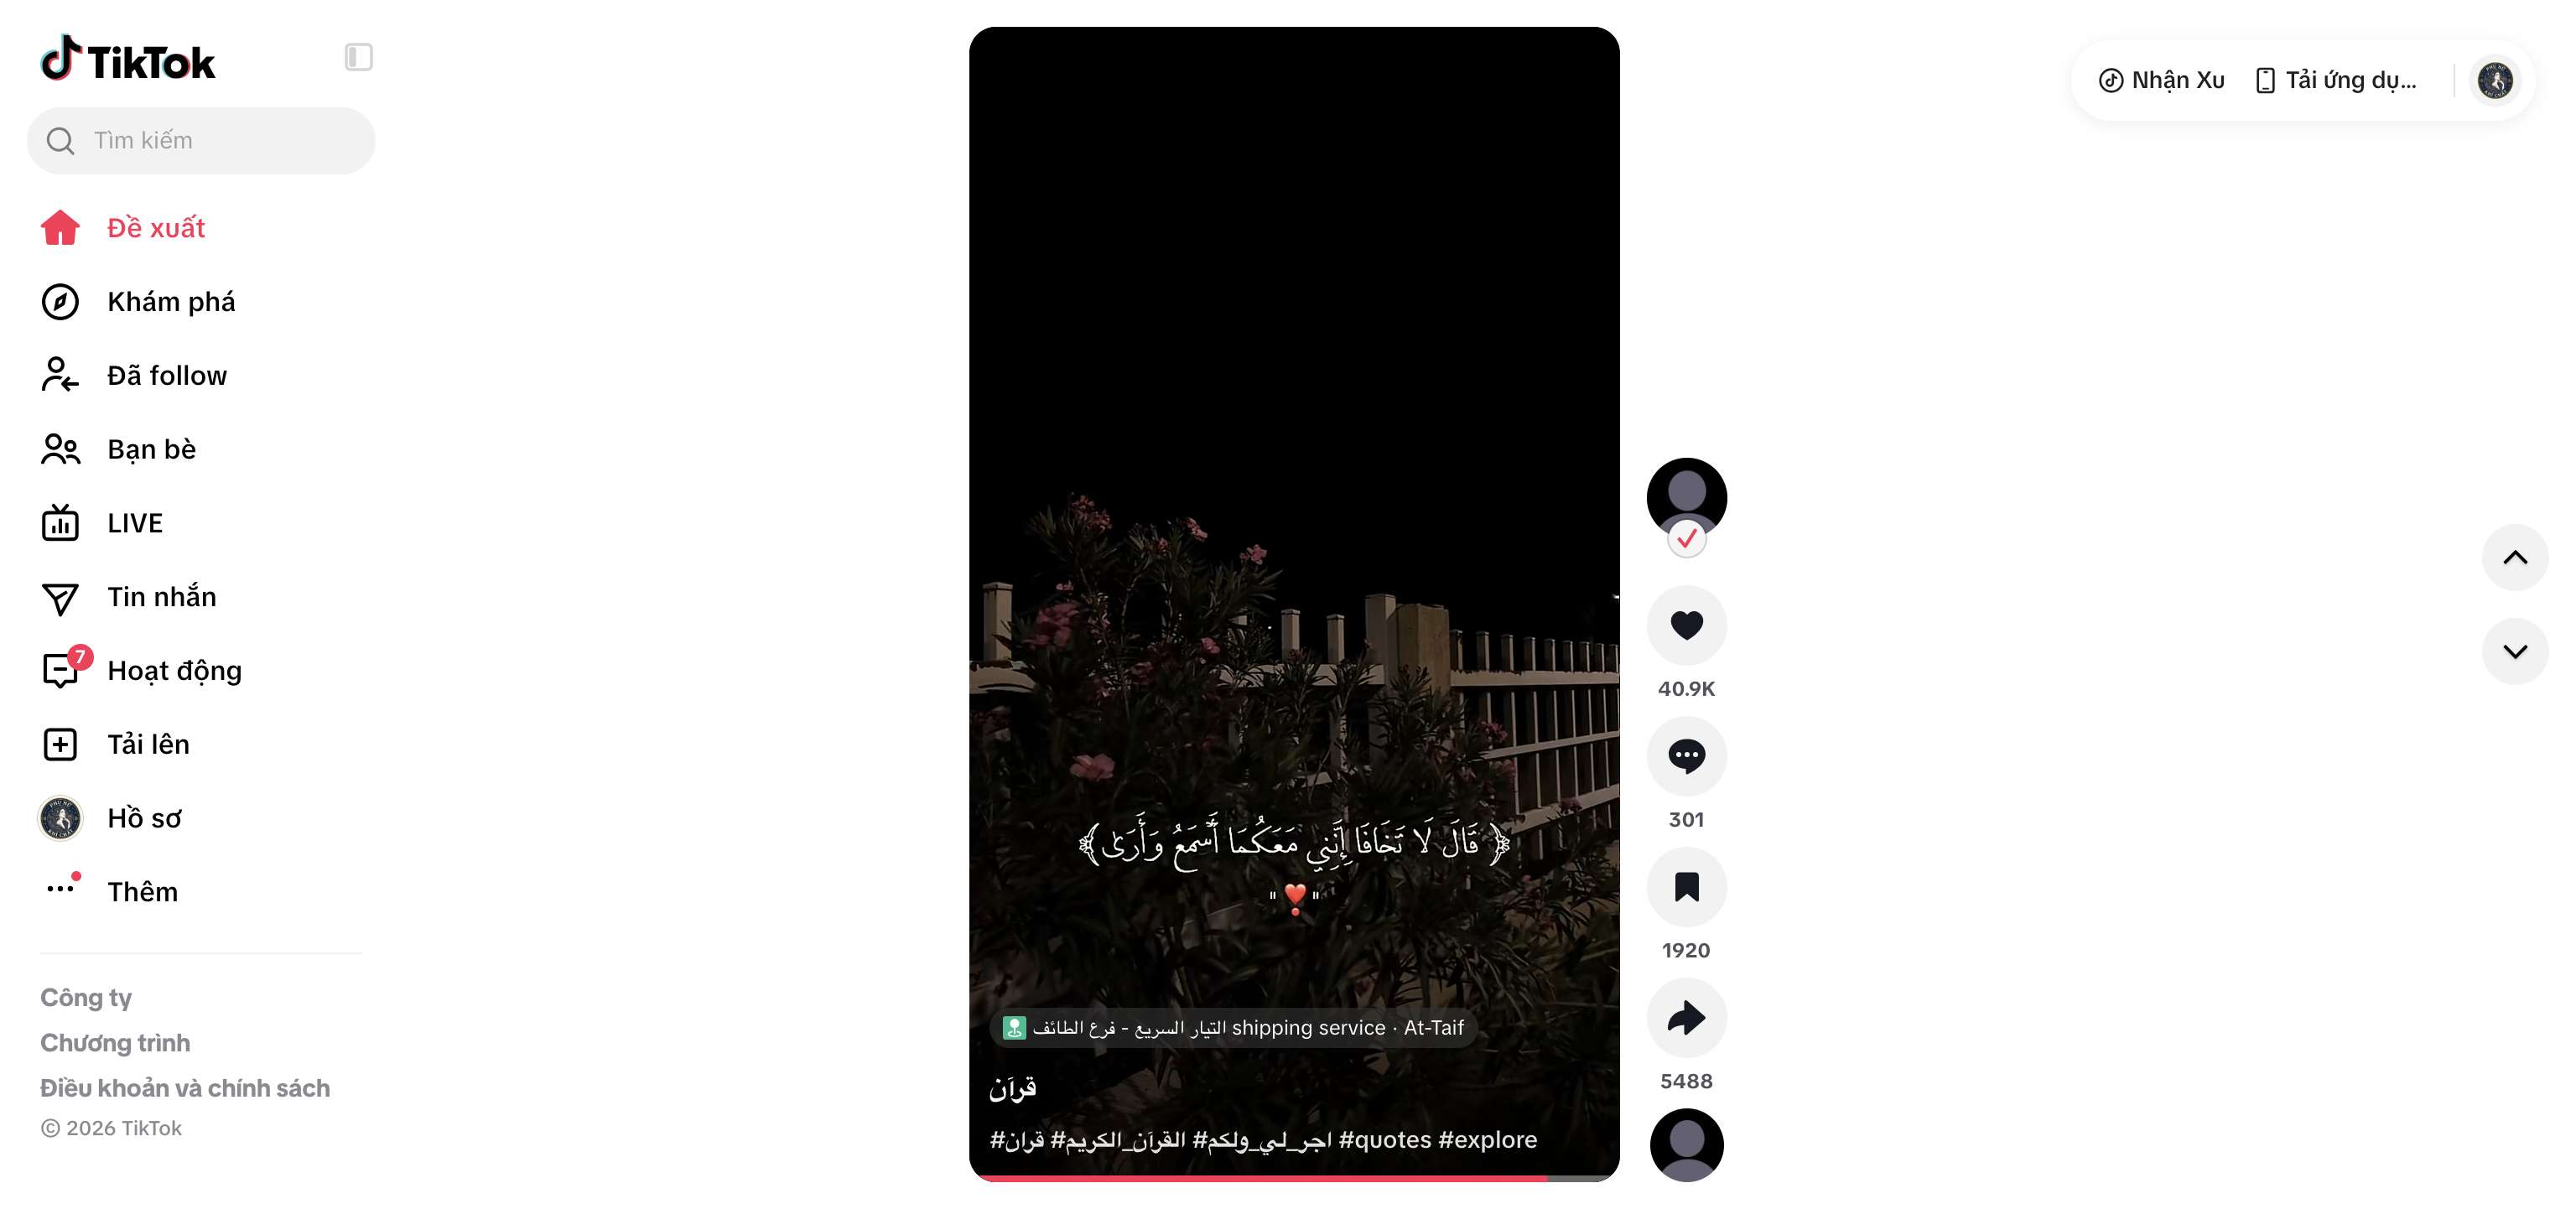 TikTok
Tìm kiếm
Đề xuất
Khám phá
Đã follow
Bạn bè
LIVE
Tin nhắn
7
Hoạt động
Tải lên
Hồ sơ
Thêm
Công ty
Chương trình
Điều khoản và chính sách
© 2026 TikTok
﴿ قَالَ لَا تَخَافَا إِنَّنِي مَعَكُمَا أَسْمَعُ وَأَرَىٰ﴾
"❣️"
التيار السريع - فرع الطائف shipping service · At-Taif
قرآن
#قران #القرآن_الكريم #اجر_لي_ولكم #quotes #explore
40.9K
301
1920
5488
Nhận Xu
Tải ứng dụ...